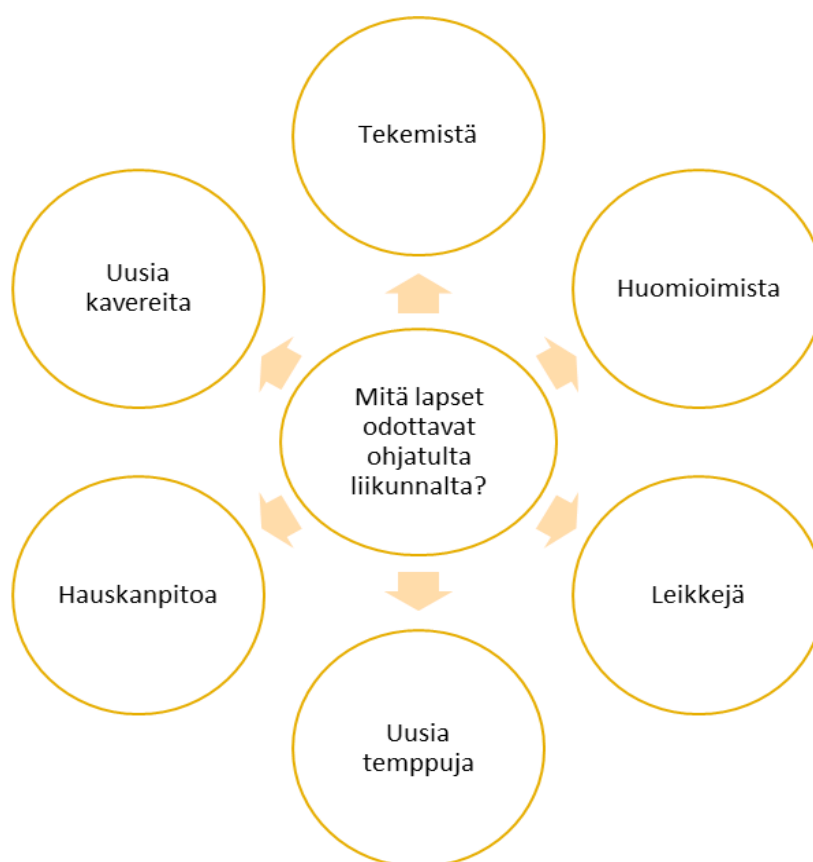 Tekemistä
Uusia
kavereita
Huomioimista
Mitä lapset
odottavat
ohjatulta
liikunnalta?
Hauskanpitoa
Leikkejä
Uusia
temppuja